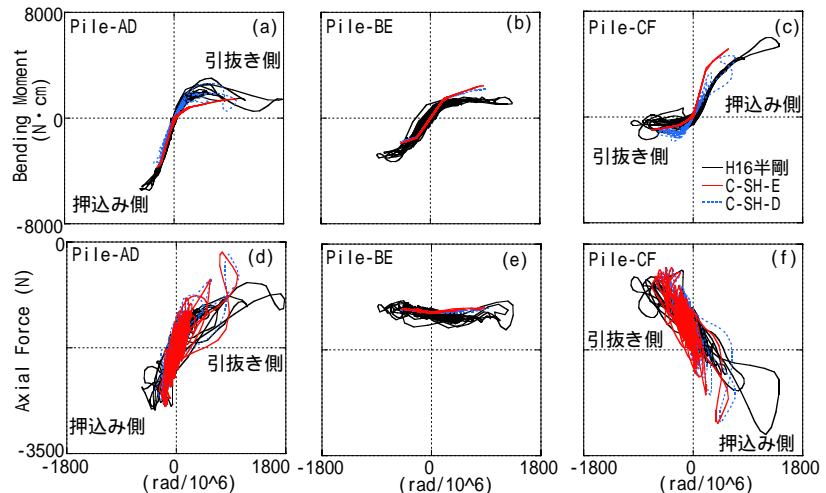 8000
Pile-AD
(a)
引抜き側
押込み側
Bending Moment
(N・cm)
0
-8000
Pile-BE
(b)
Pile-CF
(c)
押込み側
引抜き側
H16半剛
C-SH-E
C-SH-D
0
Pile-AD
(d)
引抜き側
押込み側
Axial Force (N)
-3500
Pile-BE
(e)
Pile-CF
(f)
引抜き側
押込み側
-1800
0
1800
-1800
0
1800
-1800
0
1800
(rad/10^6)
(rad/10^6)
(rad/10^6)